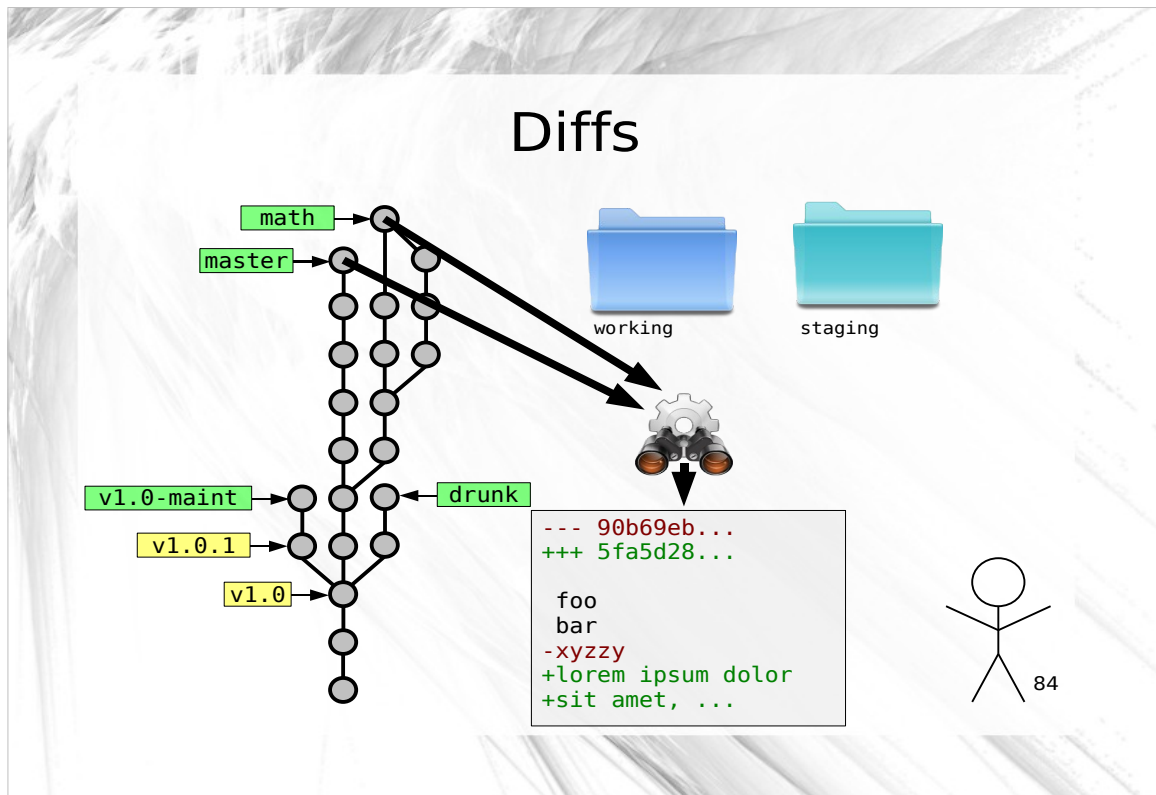 Diffs
math
master
working
staging
v1.0-maint
drunk
v1.0.1
v1.0
--- 90b69eb...
+++ 5fa5d28...
foo
bar
-xyzzy
+lorem ipsum dolor
+sit amet, ...
84